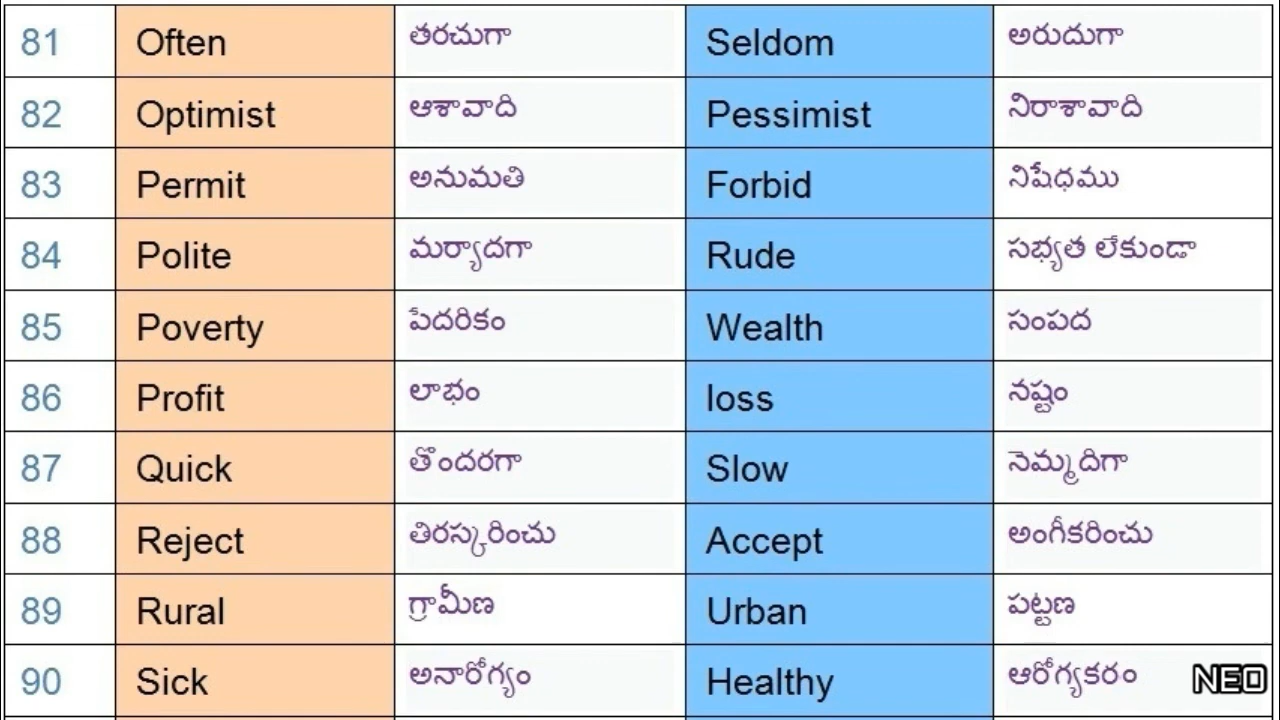 81 Often తరచుగా Seldom అరుదుగా
82 Optimist ఆశావాది Pessimist నిరాశావాది
83 Permit అనుమతి Forbid నిషేధము
84 Polite మర్యాదగా Rude సభ్యత లేకుండా
85 Poverty పేదరికం Wealth సంపద
86 Profit లాభం loss నష్టం
87 Quick తొందరగా Slow నెమ్మదిగా
88 Reject తిరస్కరించు Accept అంగీకరించు
89 Rural గ్రామీణ Urban పట్టణ
90 Sick అనారోగ్యం Healthy ఆరోగ్యకరం NEO